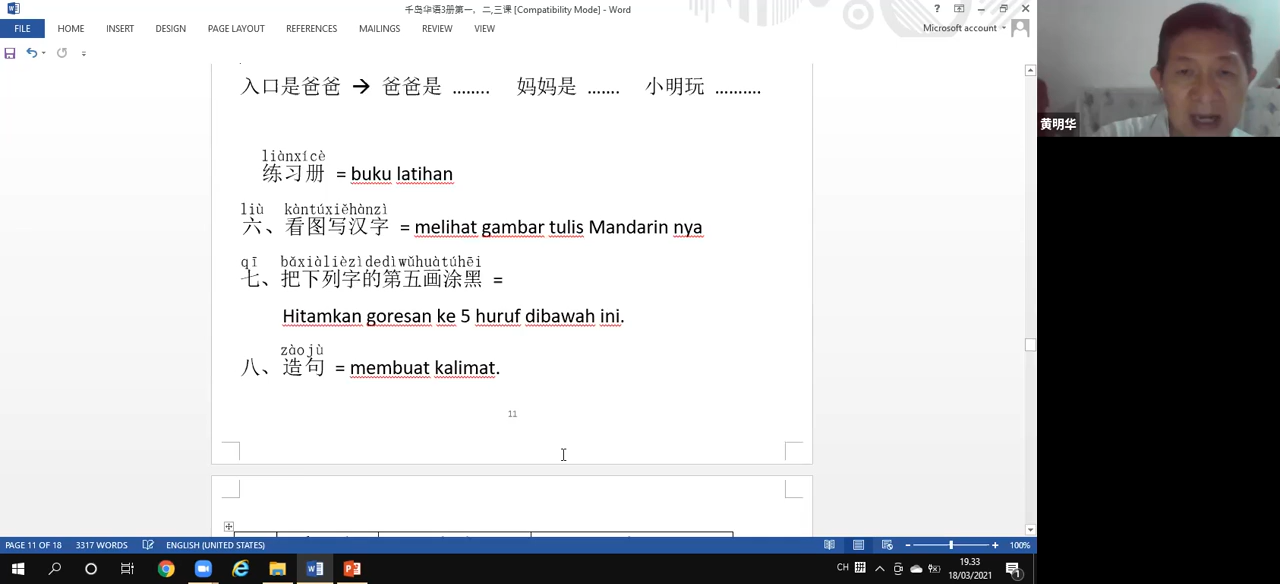 千岛华语3册第一，二,三课 [Compatibility Mode] - Word
FILE HOME INSERT DESIGN PAGE LAYOUT REFERENCES MAILINGS REVIEW VIEW
Microsoft account
入口是爸爸 → 爸爸是 ........ 妈妈是 ....... 小明玩 ..........
liànxícè
练习册 = buku latihan
liù kàntúxiěhànzì
六、看图写汉字 = melihat gambar tulis Mandarin nya
qī bǎxiàlièzìdedìwǔhuàtúhēi
七、把下列字的第五画涂黑 =
Hitamkan goresan ke 5 huruf dibawah ini.
zàojù
八、造句 = membuat kalimat.
11
黄明华
PAGE 11 OF 18 3317 WORDS ENGLISH (UNITED STATES) 100%
CH 19.33
18/03/2021